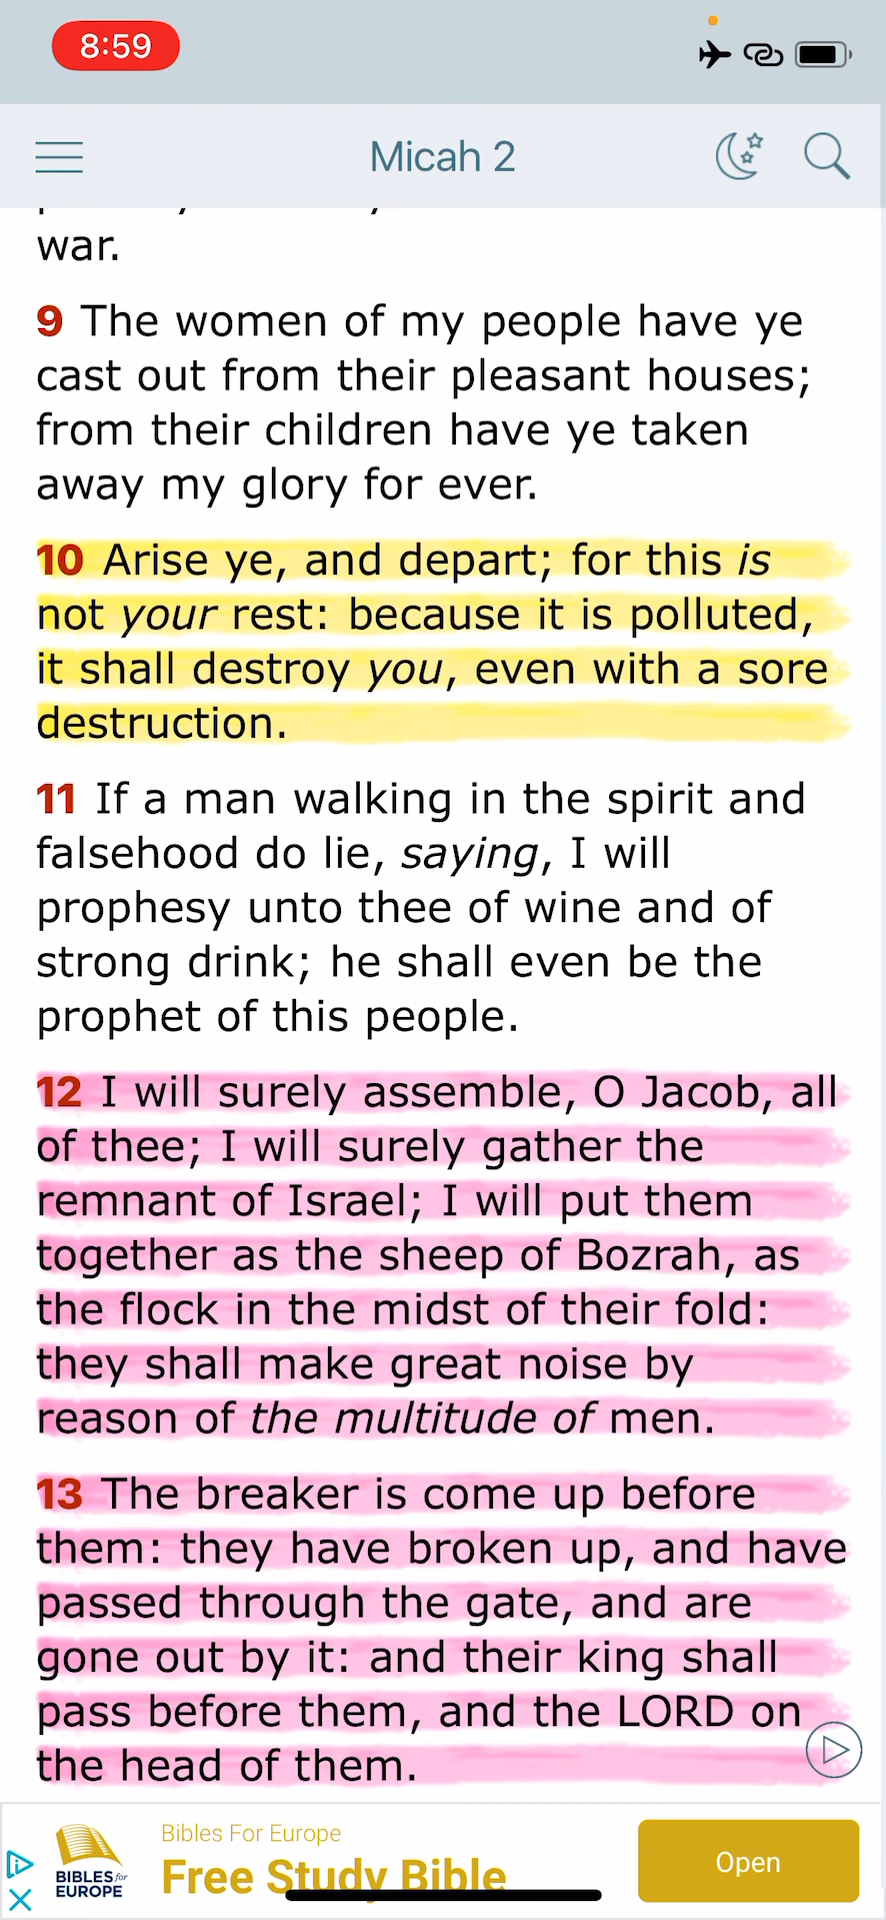 8:59
Micah 2
war.
9 The women of my people have ye
cast out from their pleasant houses;
from their children have ye taken
away my glory for ever.
10 Arise ye, and depart; for this is
not your rest: because it is polluted,
it shall destroy you, even with a sore
destruction.
11 If a man walking in the spirit and
falsehood do lie, saying, I will
prophesy unto thee of wine and of
strong drink; he shall even be the
prophet of this people.
12 I will surely assemble, O Jacob, all
of thee; I will surely gather the
remnant of Israel; I will put them
together as the sheep of Bozrah, as
the flock in the midst of their fold:
they shall make great noise by
reason of the multitude of men.
13 The breaker is come up before
them: they have broken up, and have
passed through the gate, and are
gone out by it: and their king shall
pass before them, and the LORD on
the head of them.
BIBLES for
EUROPE
Bibles For Europe
Free Study Bible
Open